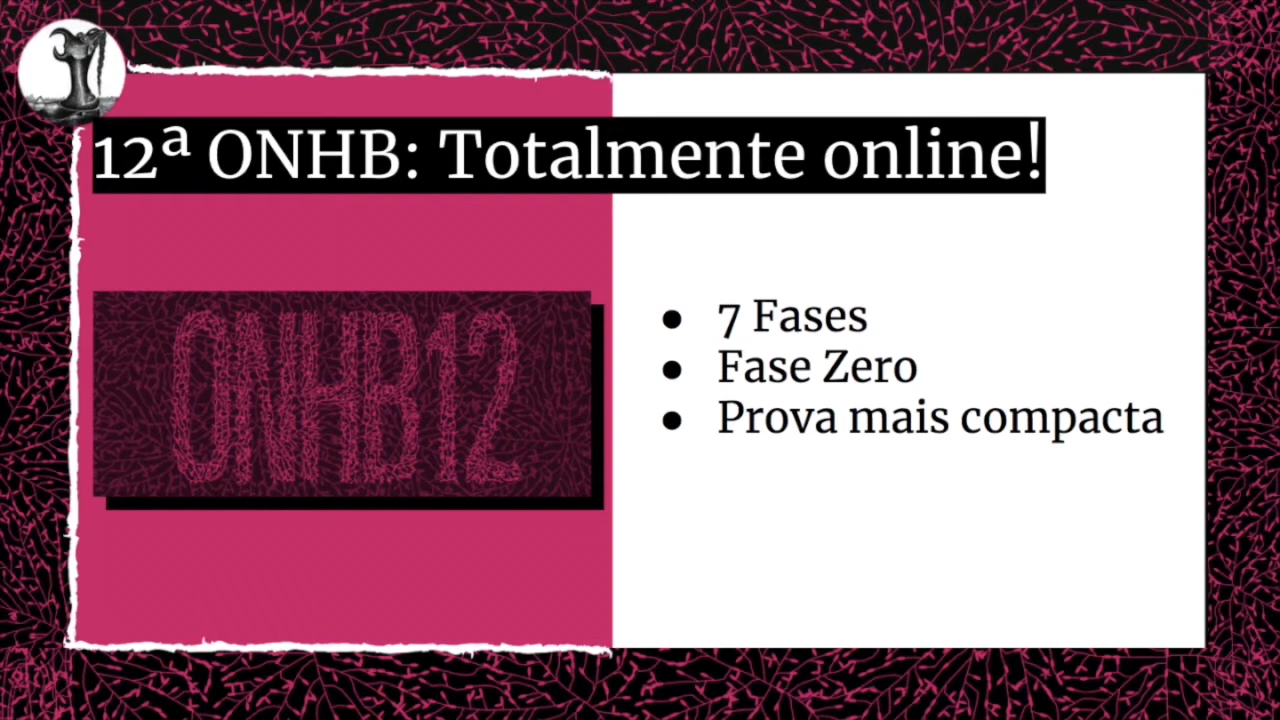 12ª ONHB: Totalmente online!
ONHB12
● 7 Fases
● Fase Zero
● Prova mais compacta